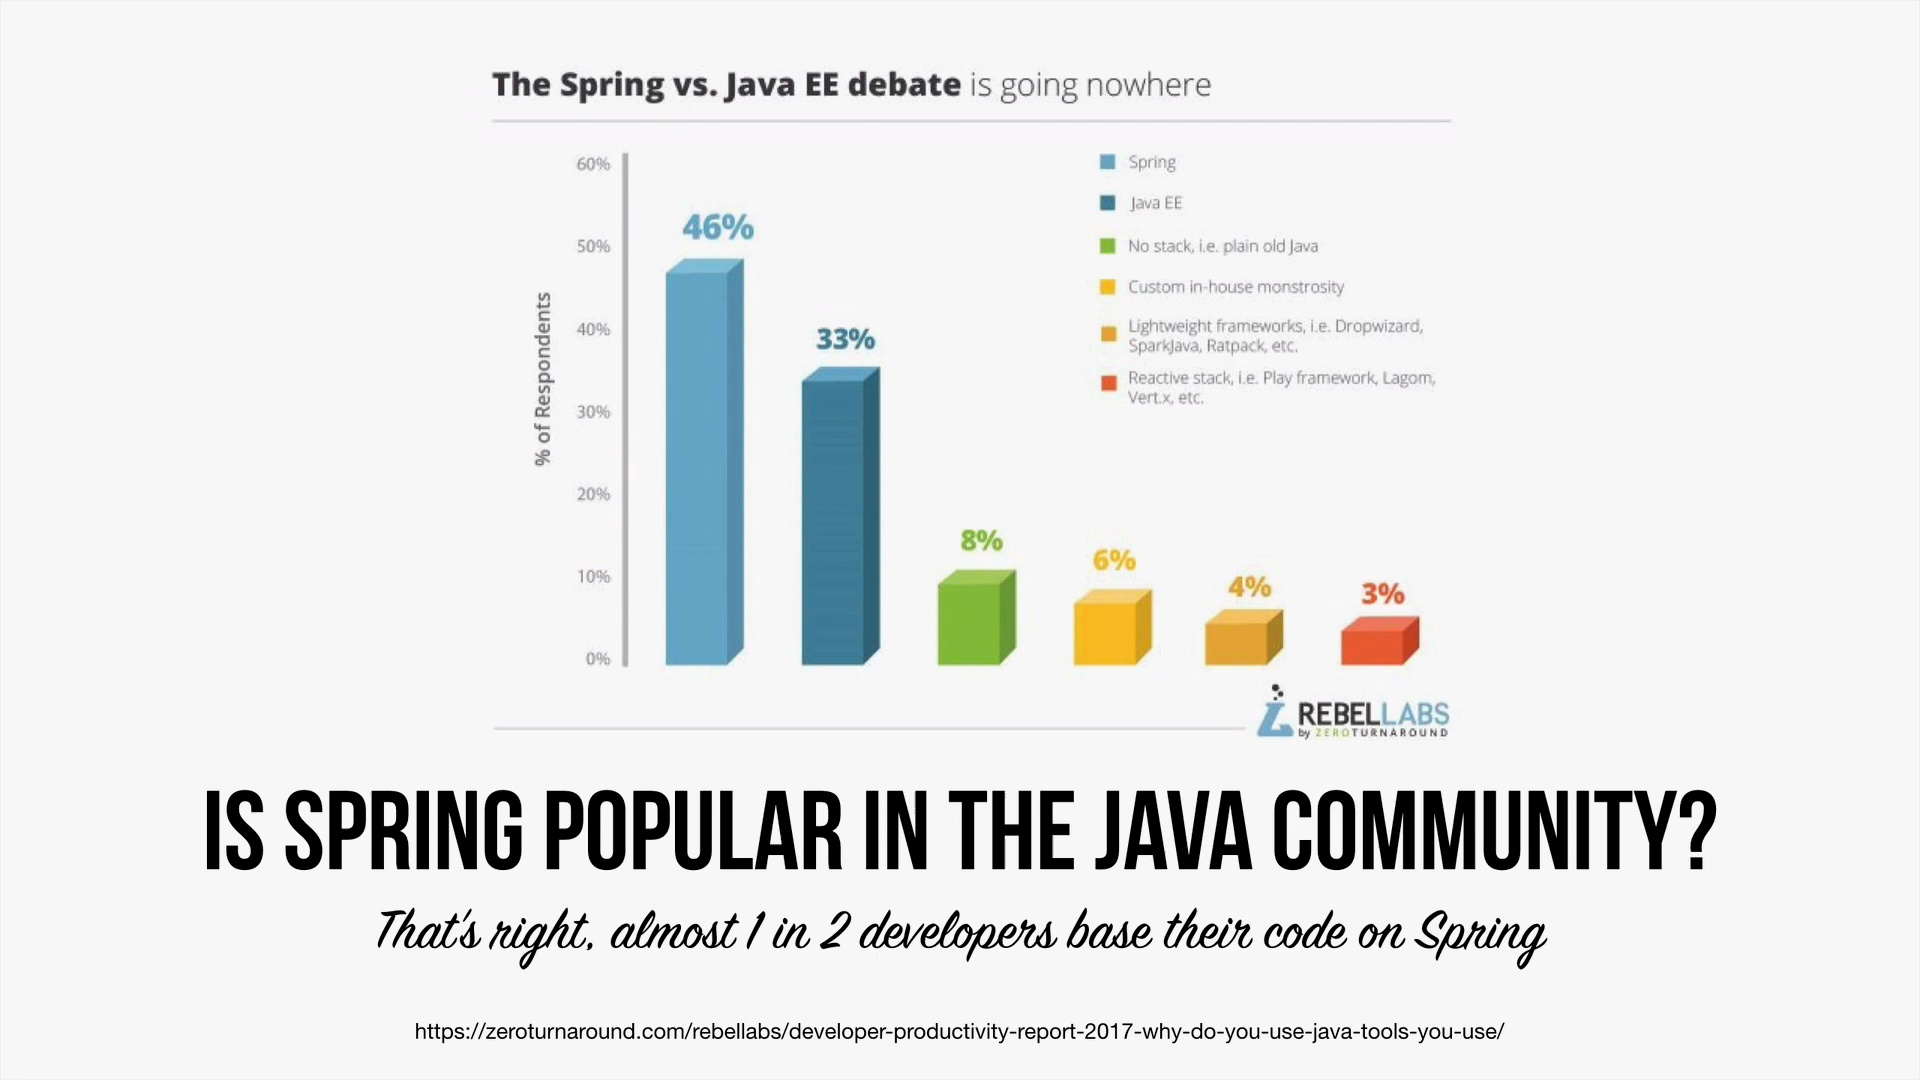 The Spring vs. Java EE debate is going nowhere
60%
50%
40%
30%
20%
10%
0%
% of Respondents
46%
33%
8%
6%
4%
3%
Spring
Java EE
No stack, i.e. plain old Java
Custom in-house monstrosity
Lightweight frameworks, i.e. Dropwizard,
SparkJava, Ratpack, etc.
Reactive stack, i.e. Play framework, Lagom,
Vert.x, etc.
REBELLABS
by ZEROTURNAROUND
IS SPRING POPULAR IN THE JAVA COMMUNITY?
That's right, almost 1 in 2 developers base their code on Spring
https://zeroturnaround.com/rebellabs/developer-productivity-report-2017-why-do-you-use-java-tools-you-use/